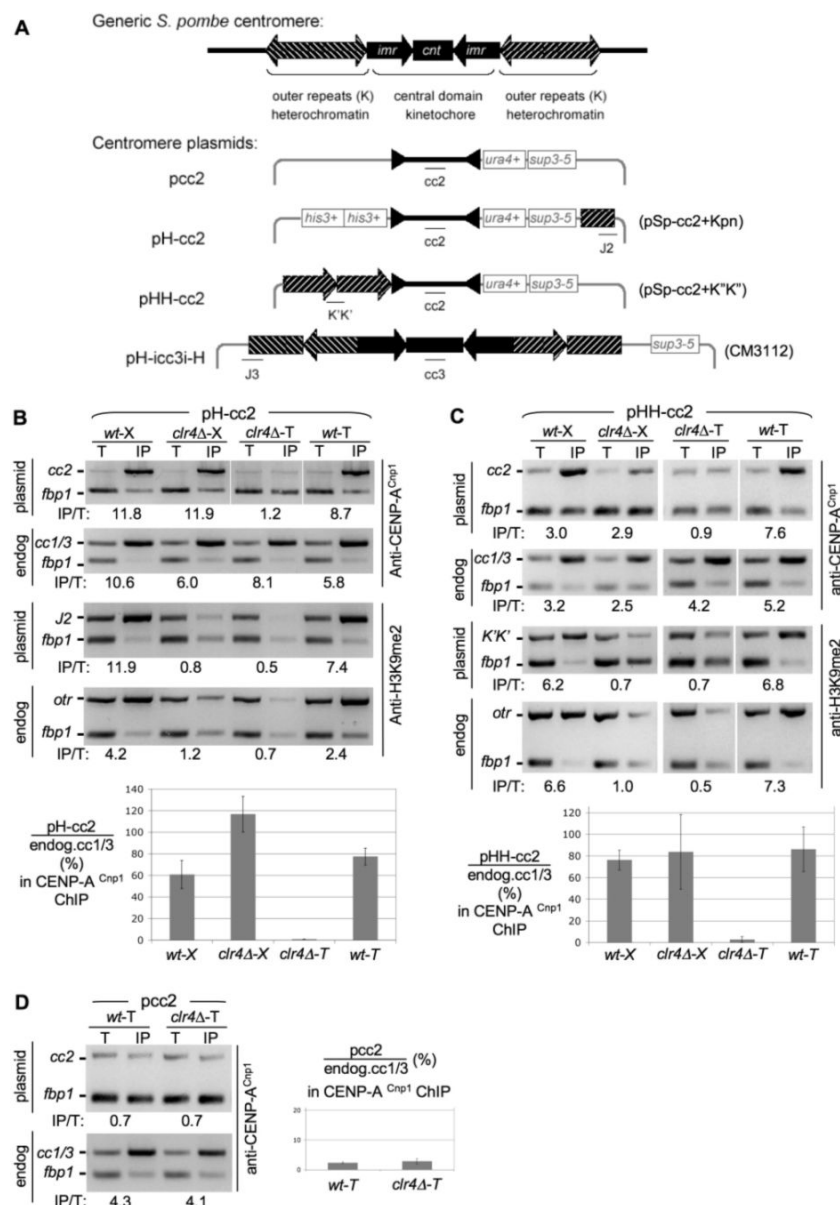 A
Generic S. pombe centromere:
imr cnt imr
outer repeats (K) central domain outer repeats (K)
heterochromatin kinetochore heterochromatin
Centromere plasmids:
pcc2 ura4+ sup3-5
cc2
pH-cc2 his3+ his3+ ura4+ sup3-5 (pSp-cc2+Kpn)
cc2 J2
pHH-cc2 ura4+ sup3-5 (pSp-cc2+K"K")
K'K' cc2
pH-icc3i-H sup3-5 (CM3112)
J3 cc3
B
pH-cc2
wt-X clr4Δ-X clr4Δ-T wt-T
T IP T IP T IP T IP
plasmid
cc2
fbp1
IP/T: 11.8 11.9 1.2 8.7
endog
cc1/3
fbp1
IP/T: 10.6 6.0 8.1 5.8
Anti-CENP-A Cnp1
plasmid
J2
fbp1
IP/T: 11.9 0.8 0.5 7.4
endog
otr
fbp1
IP/T: 4.2 1.2 0.7 2.4
Anti-H3K9me2
pH-cc2
endog.cc1/3
(%)
in CENP-A Cnp1
ChIP
140
120
100
80
60
40
20
0
wt-X clr4Δ-X clr4Δ-T wt-T
C
pHH-cc2
wt-X clr4Δ-X clr4Δ-T wt-T
T IP T IP T IP T IP
plasmid
cc2
fbp1
IP/T: 3.0 2.9 0.9 7.6
endog
cc1/3
fbp1
IP/T: 3.2 2.5 4.2 5.2
anti-CENP-A Cnp1
plasmid
K'K'
fbp1
IP/T: 6.2 0.7 0.7 6.8
endog
otr
fbp1
IP/T: 6.6 1.0 0.5 7.3
anti-H3K9me2
pHH-cc2
endog.cc1/3
(%)
in CENP-A Cnp1
ChIP
100
80
60
40
20
0
wt-X clr4Δ-X clr4Δ-T wt-T
D
pcc2
wt-T clr4Δ-T
T IP T IP
plasmid
cc2
fbp1
IP/T: 0.7 0.7
endog
cc1/3
fbp1
IP/T: 4.3 4.1
anti-CENP-A Cnp1
pcc2
endog.cc1/3 (%)
in CENP-A Cnp1 ChIP
20
10
0
wt-T clr4Δ-T